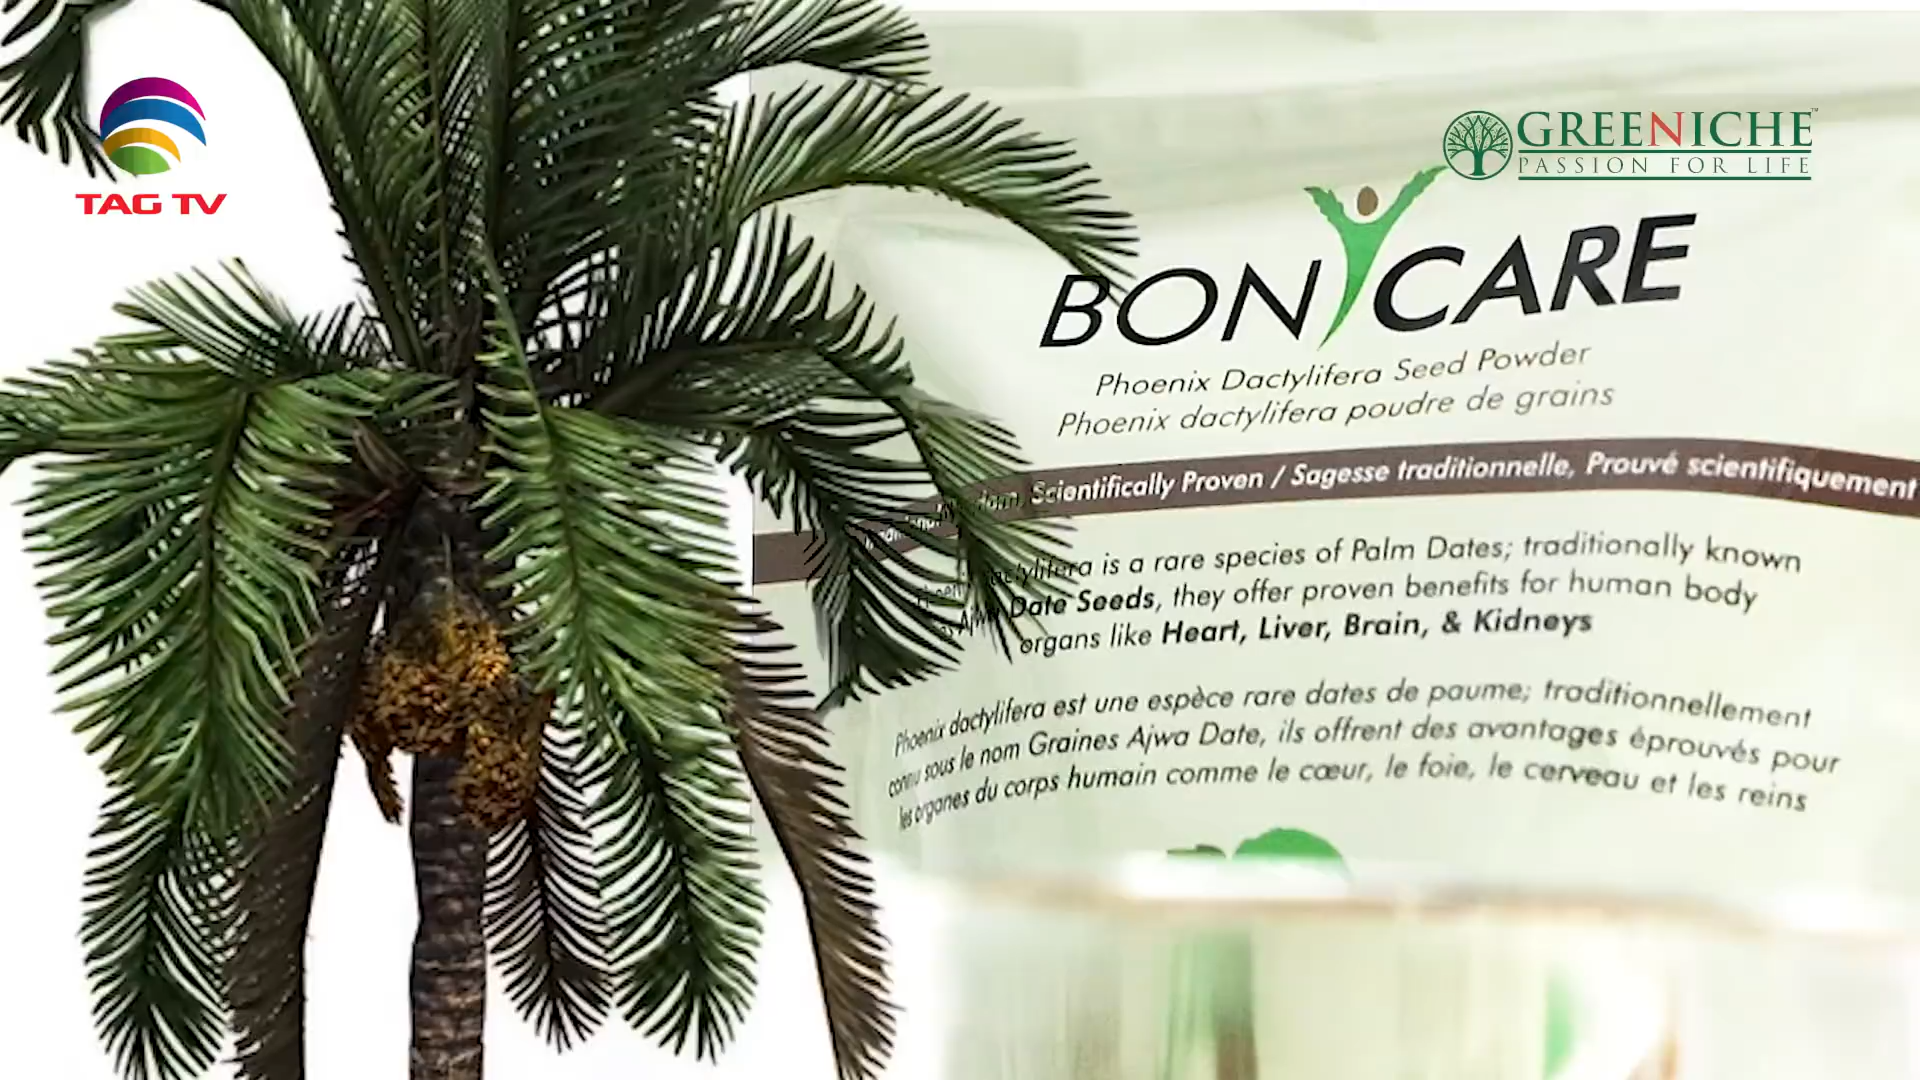 TAG TV
GREENICHE
PASSION FOR LIFE
BONYCARE
Phoenix Dactylifera Seed Powder
Phoenix dactylifera poudre de grains
Scientifically Proven / Sagesse traditionnelle, Prouvé scientifiquement
is a rare species of Palm Dates; traditionally known
Ajwa Date Seeds, they offer proven benefits for human body
organs like Heart, Liver, Brain, & Kidneys
Phoenix dactylifera est une espèce rare dates de paume; traditionnellement
connu sous le nom Graines Ajwa Date, ils offrent des avantages éprouvés pour
les organes du corps humain comme le cœur, le foie, le cerveau et les reins